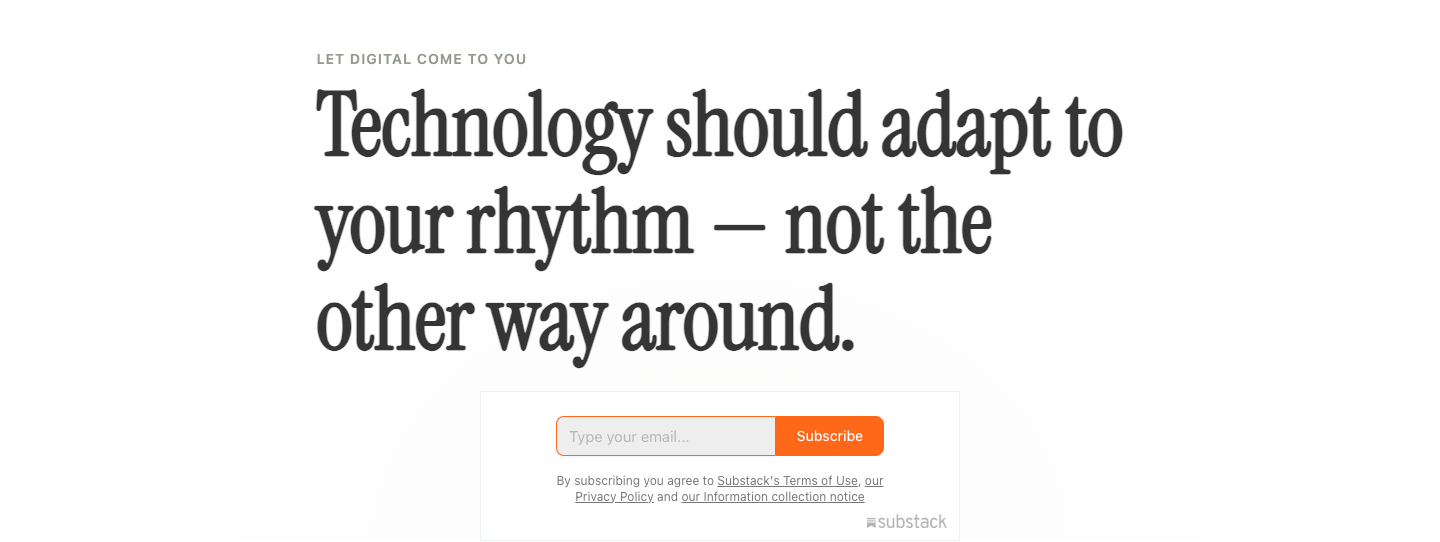 LET DIGITAL COME TO YOU
Technology should adapt to
your rhythm — not the
other way around.
Type your email...
Subscribe
By subscribing you agree to Substack's Terms of Use, our
Privacy Policy and our Information collection notice
substack